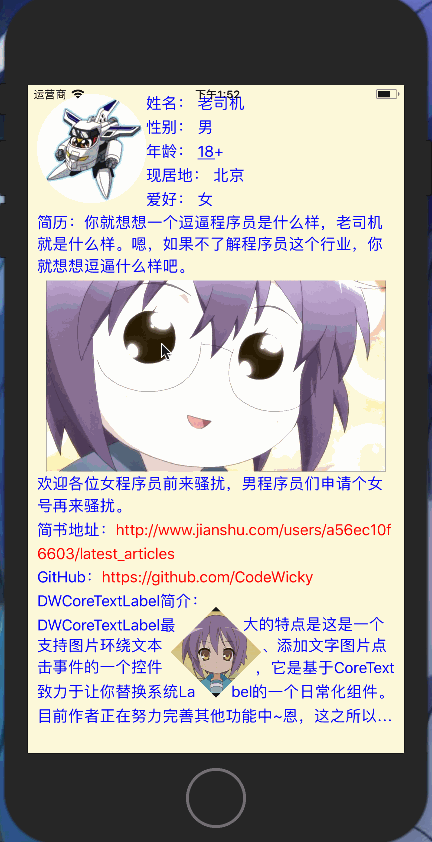 运营商 下午1:52
姓名： 老司机
性别： 男
年龄： 18+
现居地： 北京
爱好： 女
简历：你就想想一个逗逼程序员是什么样，老司机
就是什么样。嗯，如果不了解程序员这个行业，你
就想想逗逼什么样吧。
欢迎各位女程序员前来骚扰，男程序员们申请个女
号再来骚扰。
简书地址：http://www.jianshu.com/users/a56ec10f
6603/latest_articles
GitHub：https://github.com/CodeWicky
DWCoreTextLabel简介：
DWCoreTextLabel最大的特点是这是一个
支持图片环绕文本、添加文字图片点
击事件的一个控件，它是基于CoreText
致力于让你替换系统Label的一个日常化组件。
目前作者正在努力完善其他功能中~恩，这之所以...